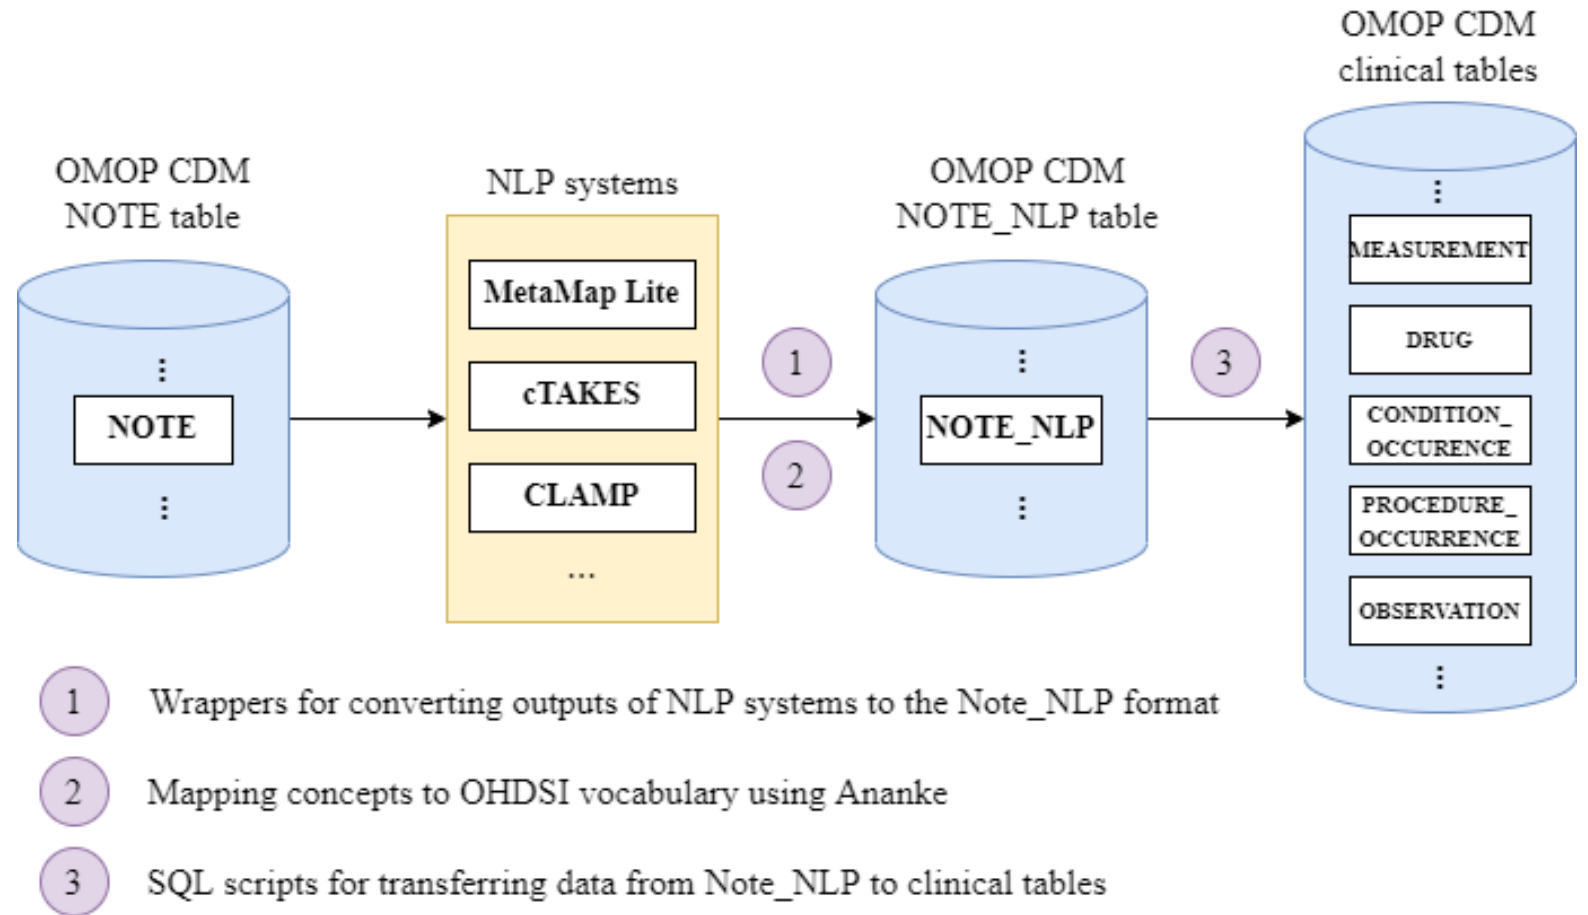 OMOP CDM
NOTE table
NOTE
NLP systems
MetaMap Lite
cTAKES
CLAMP
...
1
2
OMOP CDM
NOTE_NLP table
NOTE_NLP
3
OMOP CDM
clinical tables
MEASUREMENT
DRUG
CONDITION_
OCCURENCE
PROCEDURE_
OCCURRENCE
OBSERVATION
1 Wrappers for converting outputs of NLP systems to the Note_NLP format
2 Mapping concepts to OHDSI vocabulary using Ananke
3 SQL scripts for transferring data from Note_NLP to clinical tables